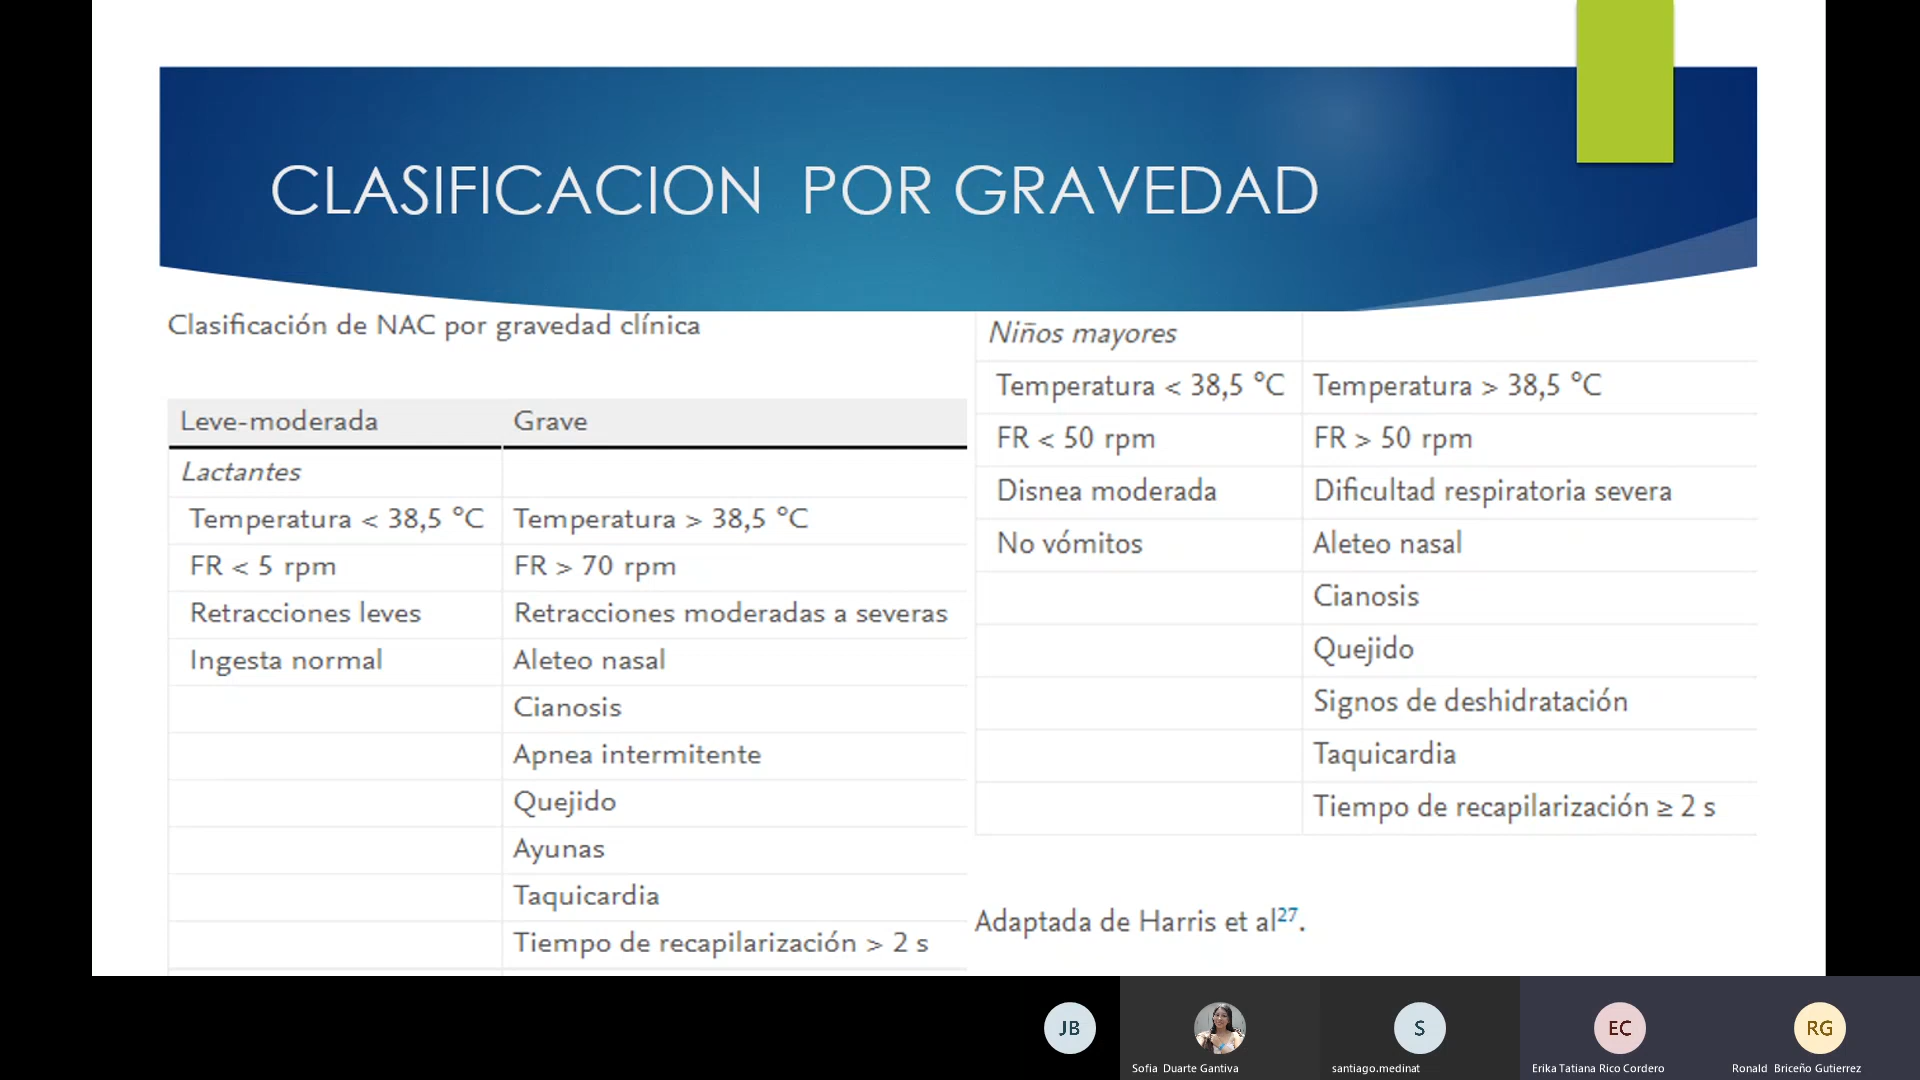 CLASIFICACION POR GRAVEDAD
Clasificación de NAC por gravedad clínica
Leve-moderada Grave
Lactantes
Temperatura < 38,5 °C Temperatura > 38,5 °C
FR < 5 rpm FR > 70 rpm
Retracciones leves Retracciones moderadas a severas
Ingesta normal Aleteo nasal
Cianosis
Apnea intermitente
Quejido
Ayunas
Taquicardia
Tiempo de recapilarización > 2 s
Niños mayores
Temperatura < 38,5 °C Temperatura > 38,5 °C
FR < 50 rpm FR > 50 rpm
Disnea moderada Dificultad respiratoria severa
No vómitos Aleteo nasal
Cianosis
Quejido
Signos de deshidratación
Taquicardia
Tiempo de recapilarización ≥ 2 s
Adaptada de Harris et al27.
JB S EC RG
Sofia Duarte Gantiva santiago.medinat Erika Tatiana Rico Cordero Ronald Briceño Gutierrez